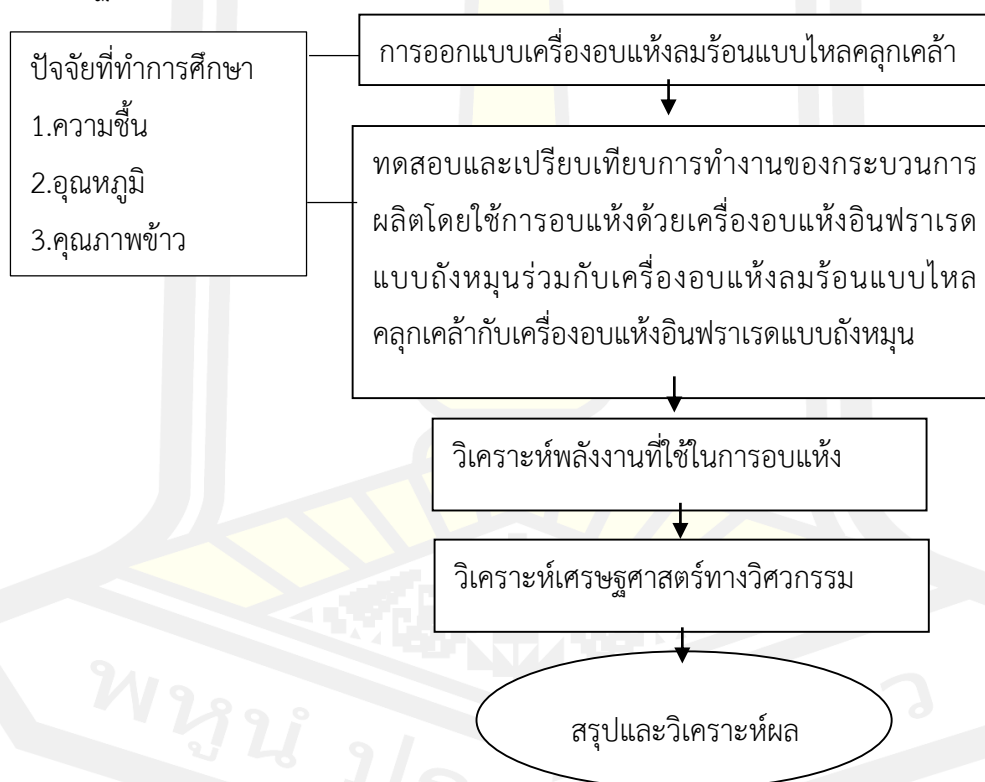 ปัจจัยที่ทำการศึกษา
1.ความชื้น
2.อุณหภูมิ
3.คุณภาพข้าว
การออกแบบเครื่องอบแห้งลมร้อนแบบไหลคลุกเคล้า
ทดสอบและเปรียบเทียบการทำงานของกระบวนการ
ผลิตโดยใช้การอบแห้งด้วยเครื่องอบแห้งอินฟราเรด
แบบถังหมุนร่วมกับเครื่องอบแห้งลมร้อนแบบไหล
คลุกเคล้ากับเครื่องอบแห้งอินฟราเรดแบบถังหมุน
วิเคราะห์พลังงานที่ใช้ในการอบแห้ง
วิเคราะห์เศรษฐศาสตร์ทางวิศวกรรม
สรุปและวิเคราะห์ผล
พหูนํ